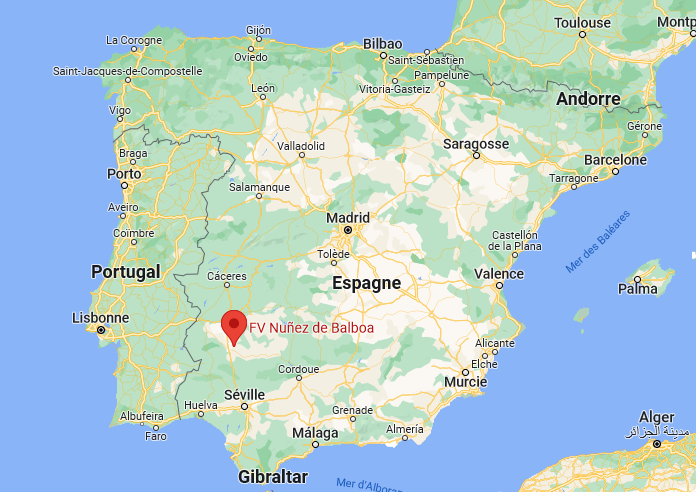 Toulouse
Montp
Gijón
La Corogne
Oviedo
Bilbao
Saint-Sébastien
Saint-Jacques-de-Compostelle
Pampelune
León
Vitoria-Gasteiz
Andorre
Vigo
Gérone
Braga
Valladolid
Saragosse
Porto
Barcelone
Salamanque
Tarragone
Aveiro
Madrid
Coimbre
Castellón
de la Plana
Mer des Baléares
Tolède
Portugal
Cáceres
Espagne
Valence
Palma
Lisbonne
FV Nuñez de Balboa
Alicante
Elche
Cordoue
Murcie
Séville
Huelva
Grenade
Albufeira
Faro
Málaga
Almería
Alger
مدينة الجزائر
Gibraltar
Mer d'Alboran